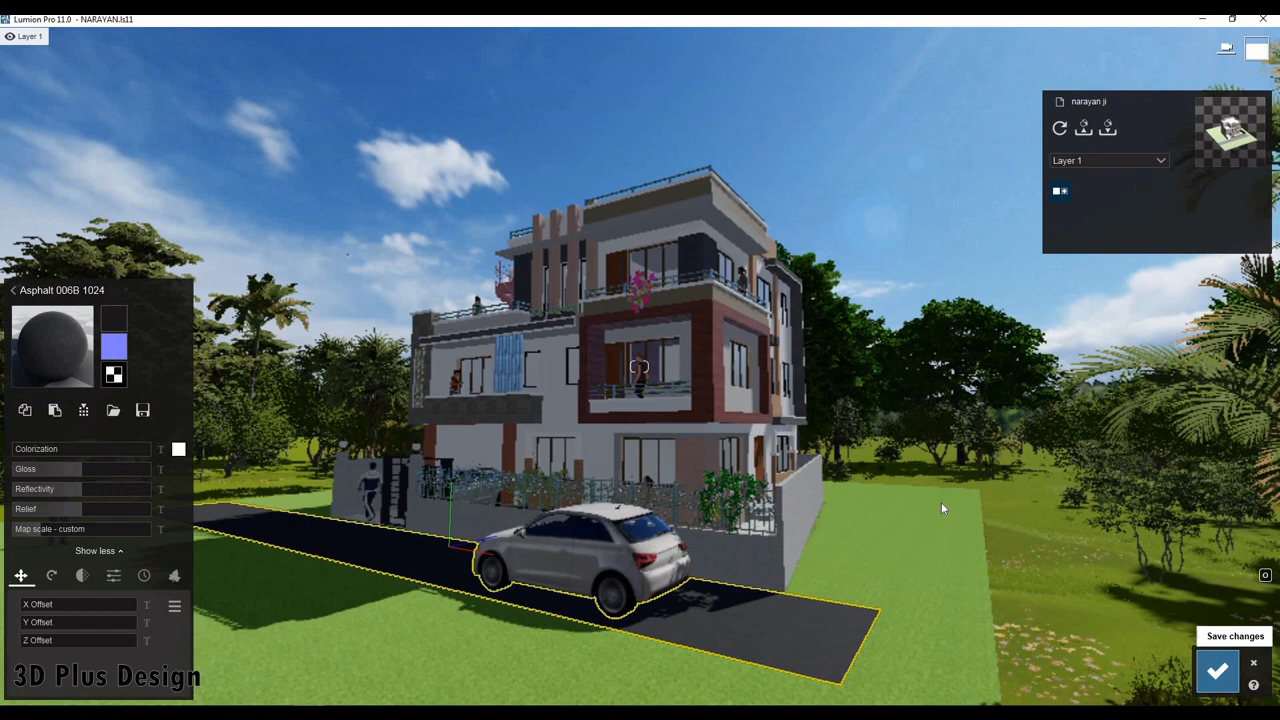 Lumion Pro 11.0 - NARAYAN.ls11
Layer 1
narayan ji
Layer 1
Asphalt 006B 1024
Colorization T
Gloss T
Reflectivity T
Relief T
Map scale - custom T
Show less
X Offset T
Y Offset T
Z Offset T
3D Plus Design
O
Save changes